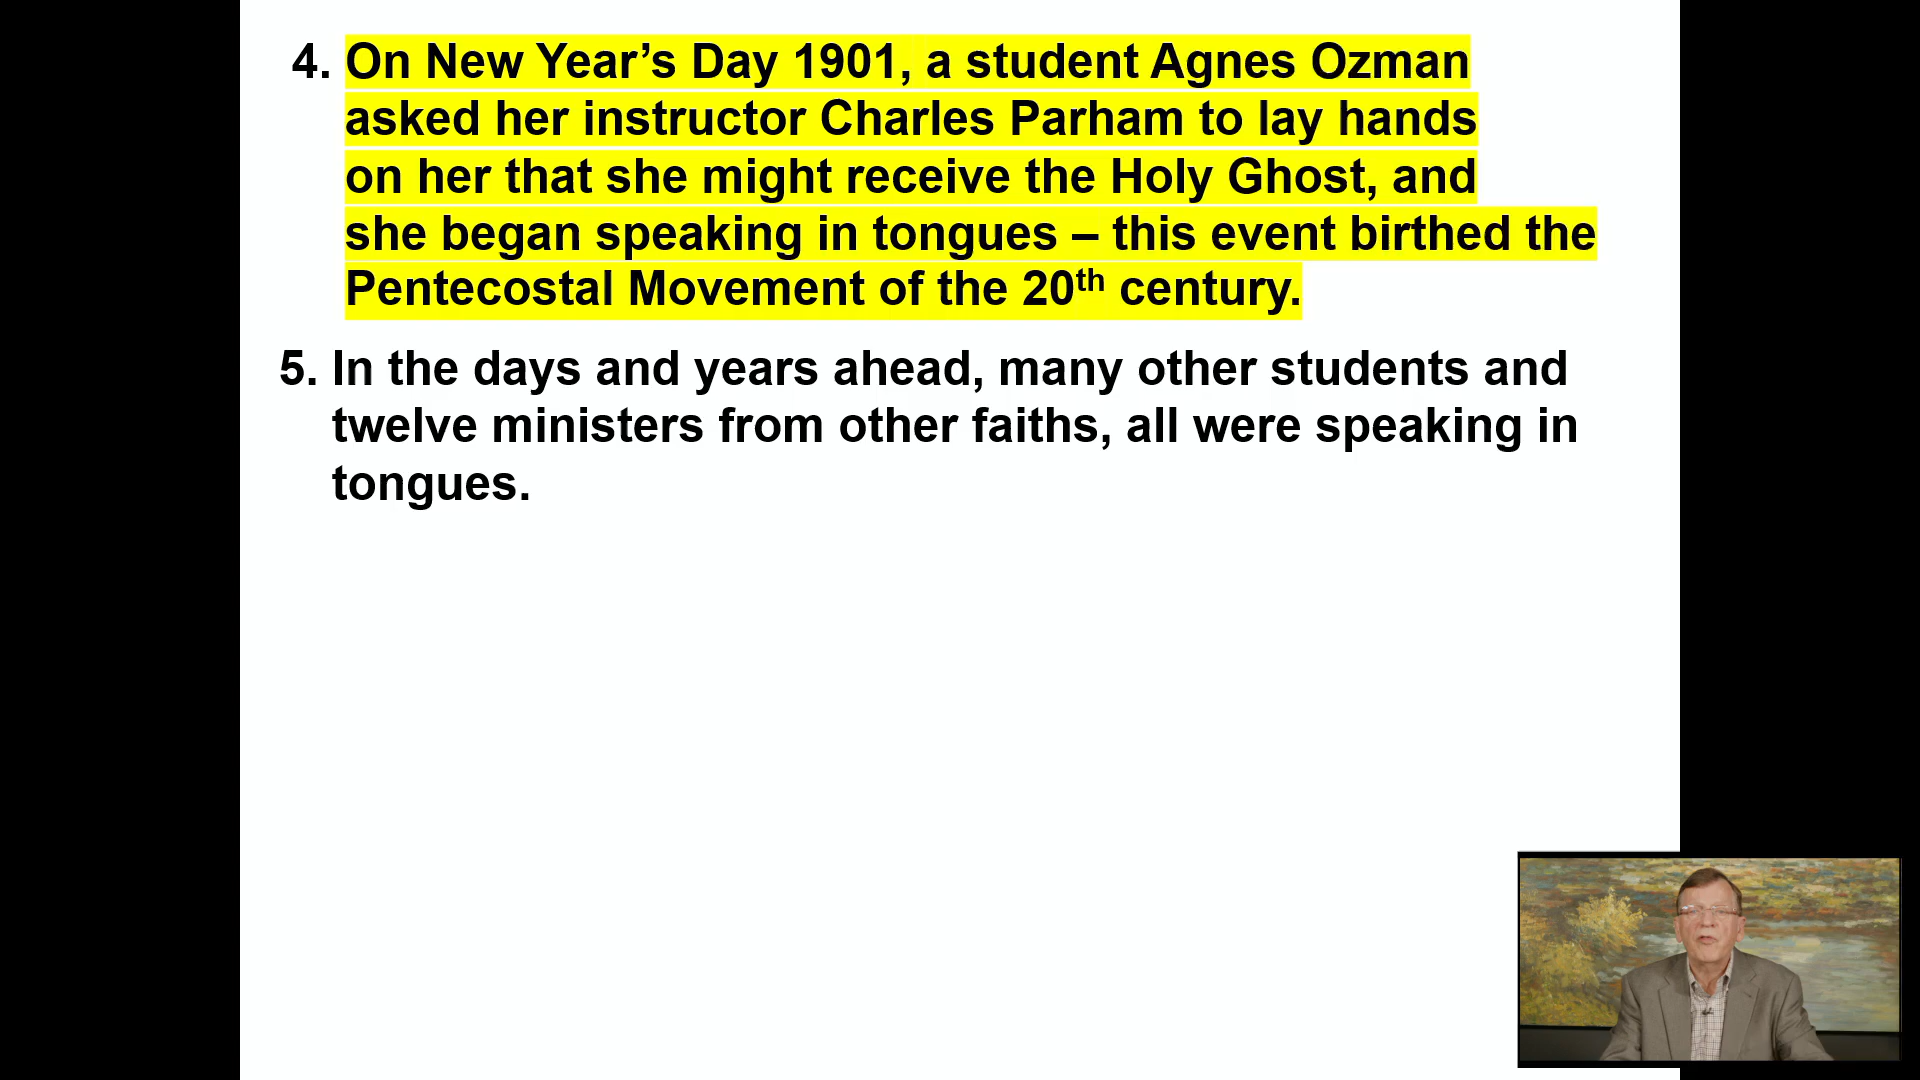 4. On New Year’s Day 1901, a student Agnes Ozman
asked her instructor Charles Parham to lay hands
on her that she might receive the Holy Ghost, and
she began speaking in tongues – this event birthed the
Pentecostal Movement of the 20th century.
5. In the days and years ahead, many other students and
twelve ministers from other faiths, all were speaking in
tongues.